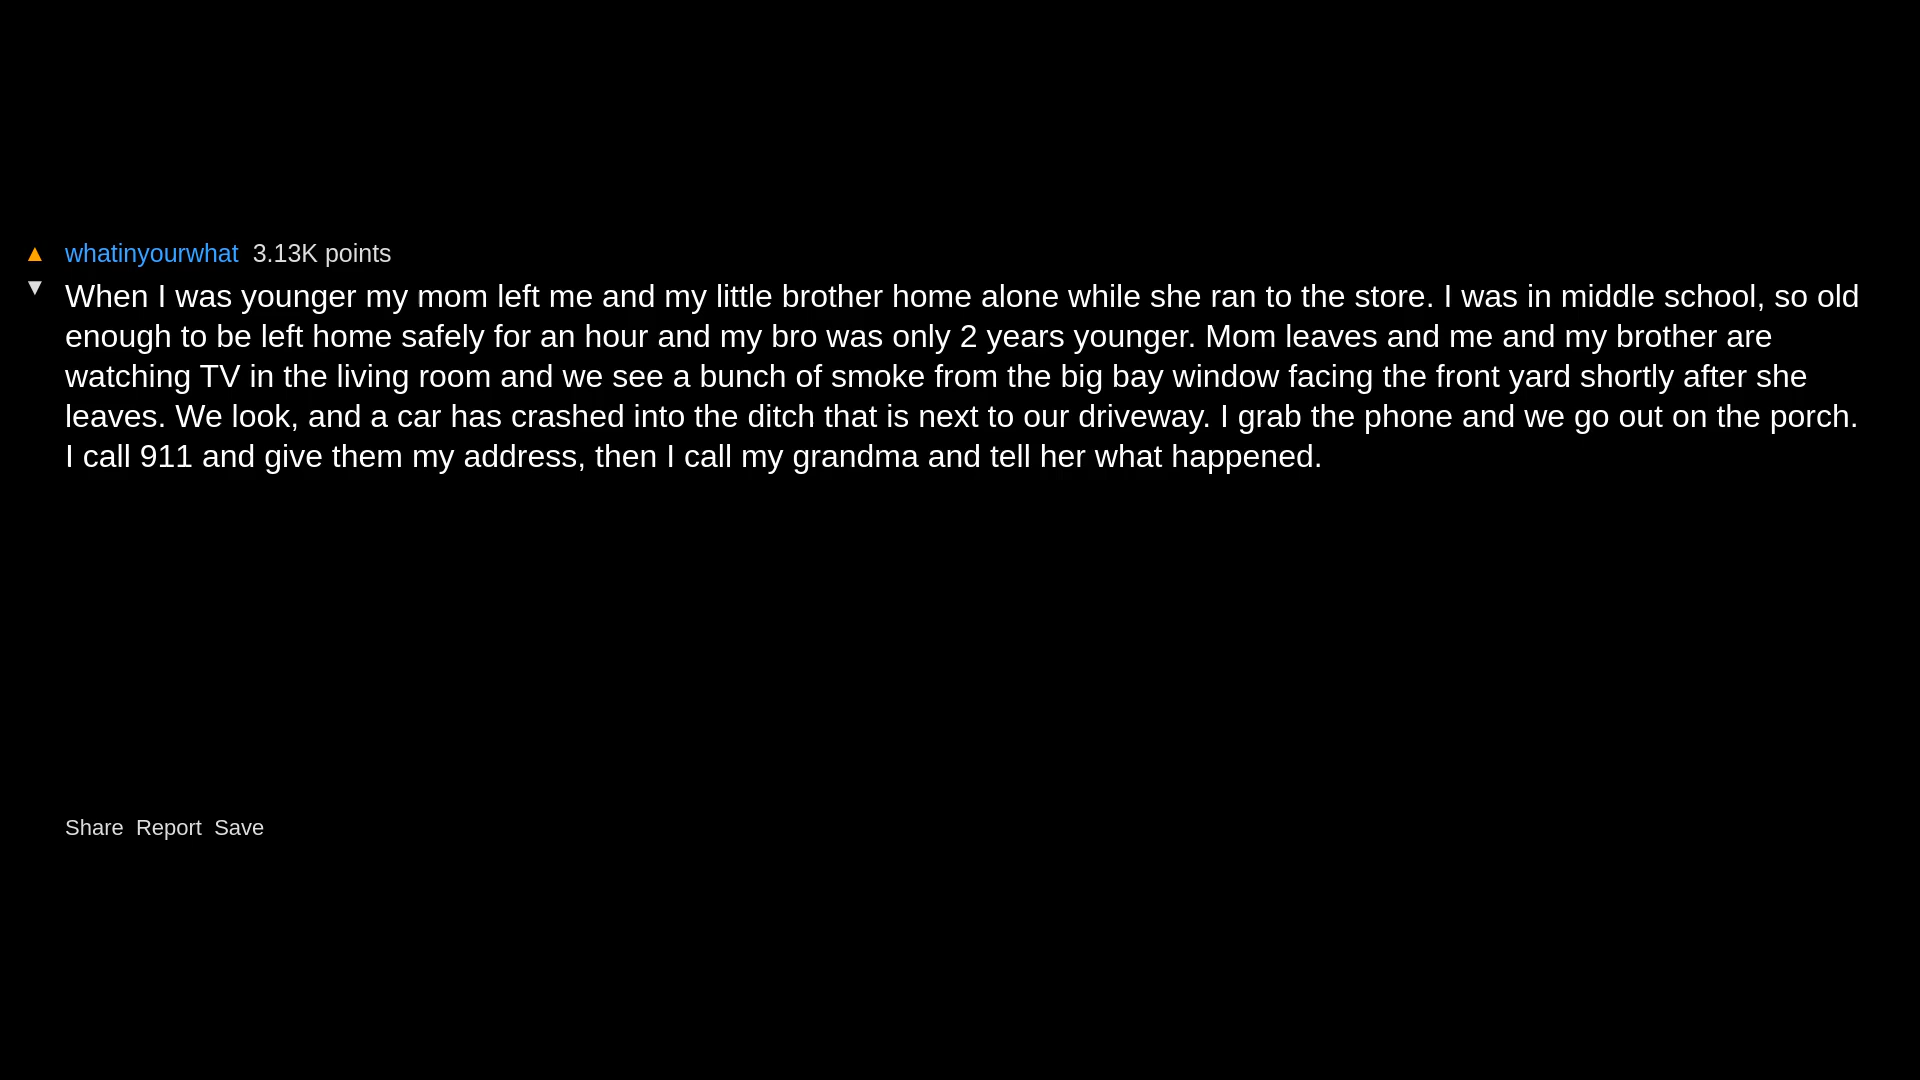 ▲ whatinyourwhat 3.13K points
▼ When I was younger my mom left me and my little brother home alone while she ran to the store. I was in middle school, so old
enough to be left home safely for an hour and my bro was only 2 years younger. Mom leaves and me and my brother are
watching TV in the living room and we see a bunch of smoke from the big bay window facing the front yard shortly after she
leaves. We look, and a car has crashed into the ditch that is next to our driveway. I grab the phone and we go out on the porch.
I call 911 and give them my address, then I call my grandma and tell her what happened.
Share Report Save